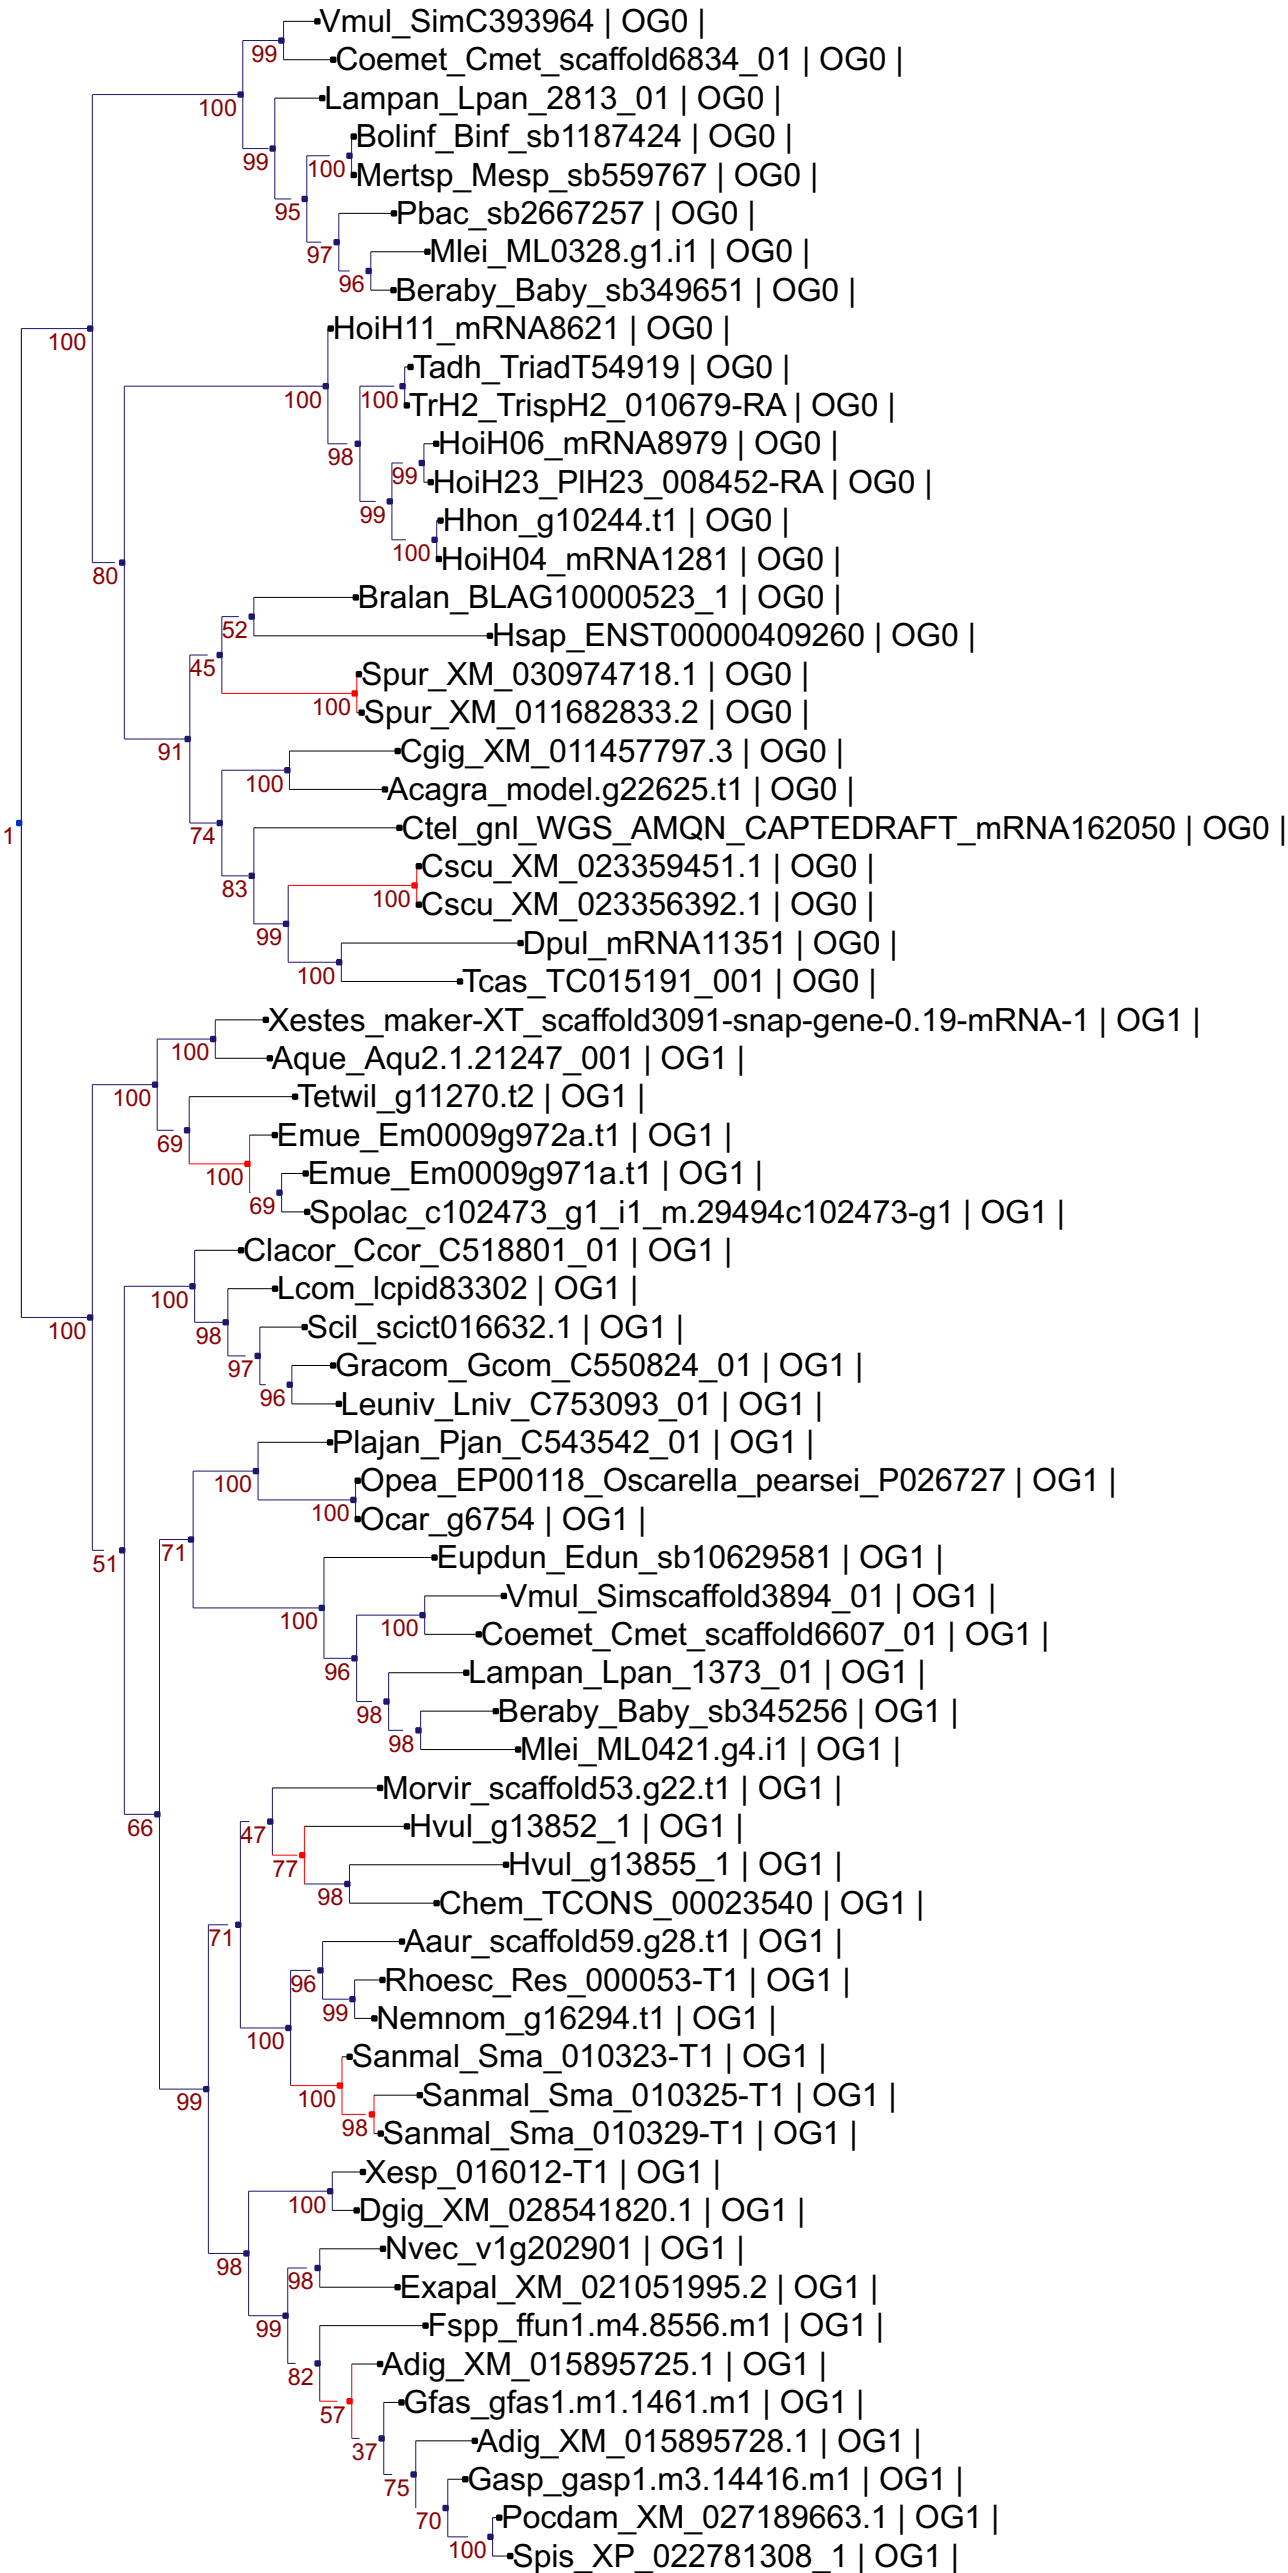 Vmul_SimC393964 | OG0 |
99
Coemet_Cmet_scaffold6834_01 | OG0 |
100
Lampan_Lpan_2813_01 | OG0 |
Bolinf_Binf_sb1187424 | OG0 |
99
100
Mertsp_Mesp_sb559767 | OG0 |
95
Pbac_sb2667257 | OG0 |
97
Mlei_ML0328.g1.i1 | OG0 |
96
Beraby_Baby_sb349651 | OG0 |
HoiH11_mRNA8621 | OG0 |
100
Tadh_TriadT54919 | OG0 |
100
100
TrH2_TrispH2_010679-RA | OG0 |
HoiH06_mRNA8979 | OG0 |
98
99
HoiH23_PlH23_008452-RA | OG0 |
99
Hhon_g10244.t1 | OG0 |
100
HoiH04_mRNA1281 | OG0 |
80
Bralan_BLAG10000523_1 | OG0 |
52
Hsap_ENST00000409260 | OG0 |
45
Spur_XM_030974718.1 | OG0 |
100
Spur_XM_011682833.2 | OG0 |
91
Cgig_XM_011457797.3 | OG0 |
100
Acagra_model.g22625.t1 | OG0 |
1
74
Ctel_gnl_WGS_AMQN_CAPTEDRAFT_mRNA162050 | OG0 |
83
Cscu_XM_023359451.1 | OG0 |
100
Cscu_XM_023356392.1 | OG0 |
99
Dpul_mRNA11351 | OG0 |
100
Tcas_TC015191_001 | OG0 |
Xestes_maker-XT_scaffold3091-snap-gene-0.19-mRNA-1 | OG1 |
100
Aque_Aqu2.1.21247_001 | OG1 |
100
Tetwil_g11270.t2 | OG1 |
69
Emue_Em0009g972a.t1 | OG1 |
100
Emue_Em0009g971a.t1 | OG1 |
69
Spolac_c102473_g1_i1_m.29494c102473-g1 | OG1 |
Clacor_Ccor_C518801_01 | OG1 |
100
Lcom_lcpid83302 | OG1 |
100
98
Scil_scict016632.1 | OG1 |
97
Gracom_Gcom_C550824_01 | OG1 |
96
Leuniv_Lniv_C753093_01 | OG1 |
Plajan_Pjan_C543542_01 | OG1 |
100
Opea_EP00118_Oscarella_pearsei_P026727 | OG1 |
100
Ocar_g6754 | OG1 |
51
71
Eupdun_Edun_sb10629581 | OG1 |
Vmul_Simscaffold3894_01 | OG1 |
100
100
Coemet_Cmet_scaffold6607_01 | OG1 |
96
Lampan_Lpan_1373_01 | OG1 |
98
Beraby_Baby_sb345256 | OG1 |
98
Mlei_ML0421.g4.i1 | OG1 |
Morvir_scaffold53.g22.t1 | OG1 |
66
47
Hvul_g13852_1 | OG1 |
77
Hvul_g13855_1 | OG1 |
98
Chem_TCONS_00023540 | OG1 |
71
Aaur_scaffold59.g28.t1 | OG1 |
96
Rhoesc_Res_000053-T1 | OG1 |
99
Nemnom_g16294.t1 | OG1 |
100
Sanmal_Sma_010323-T1 | OG1 |
100
99
Sanmal_Sma_010325-T1 | OG1 |
98
Sanmal_Sma_010329-T1 | OG1 |
Xesp_016012-T1 | OG1 |
100
Dgig_XM_028541820.1 | OG1 |
98
Nvec_v1g202901 | OG1 |
98
Exapal_XM_021051995.2 | OG1 |
99
Fspp_ffun1.m4.8556.m1 | OG1 |
82
Adig_XM_015895725.1 | OG1 |
57
Gfas_gfas1.m1.1461.m1 | OG1 |
37
Adig_XM_015895728.1 | OG1 |
75
Gasp_gasp1.m3.14416.m1 | OG1 |
70
Pocdam_XM_027189663.1 | OG1 |
100
Spis_XP_022781308_1 | OG1 |